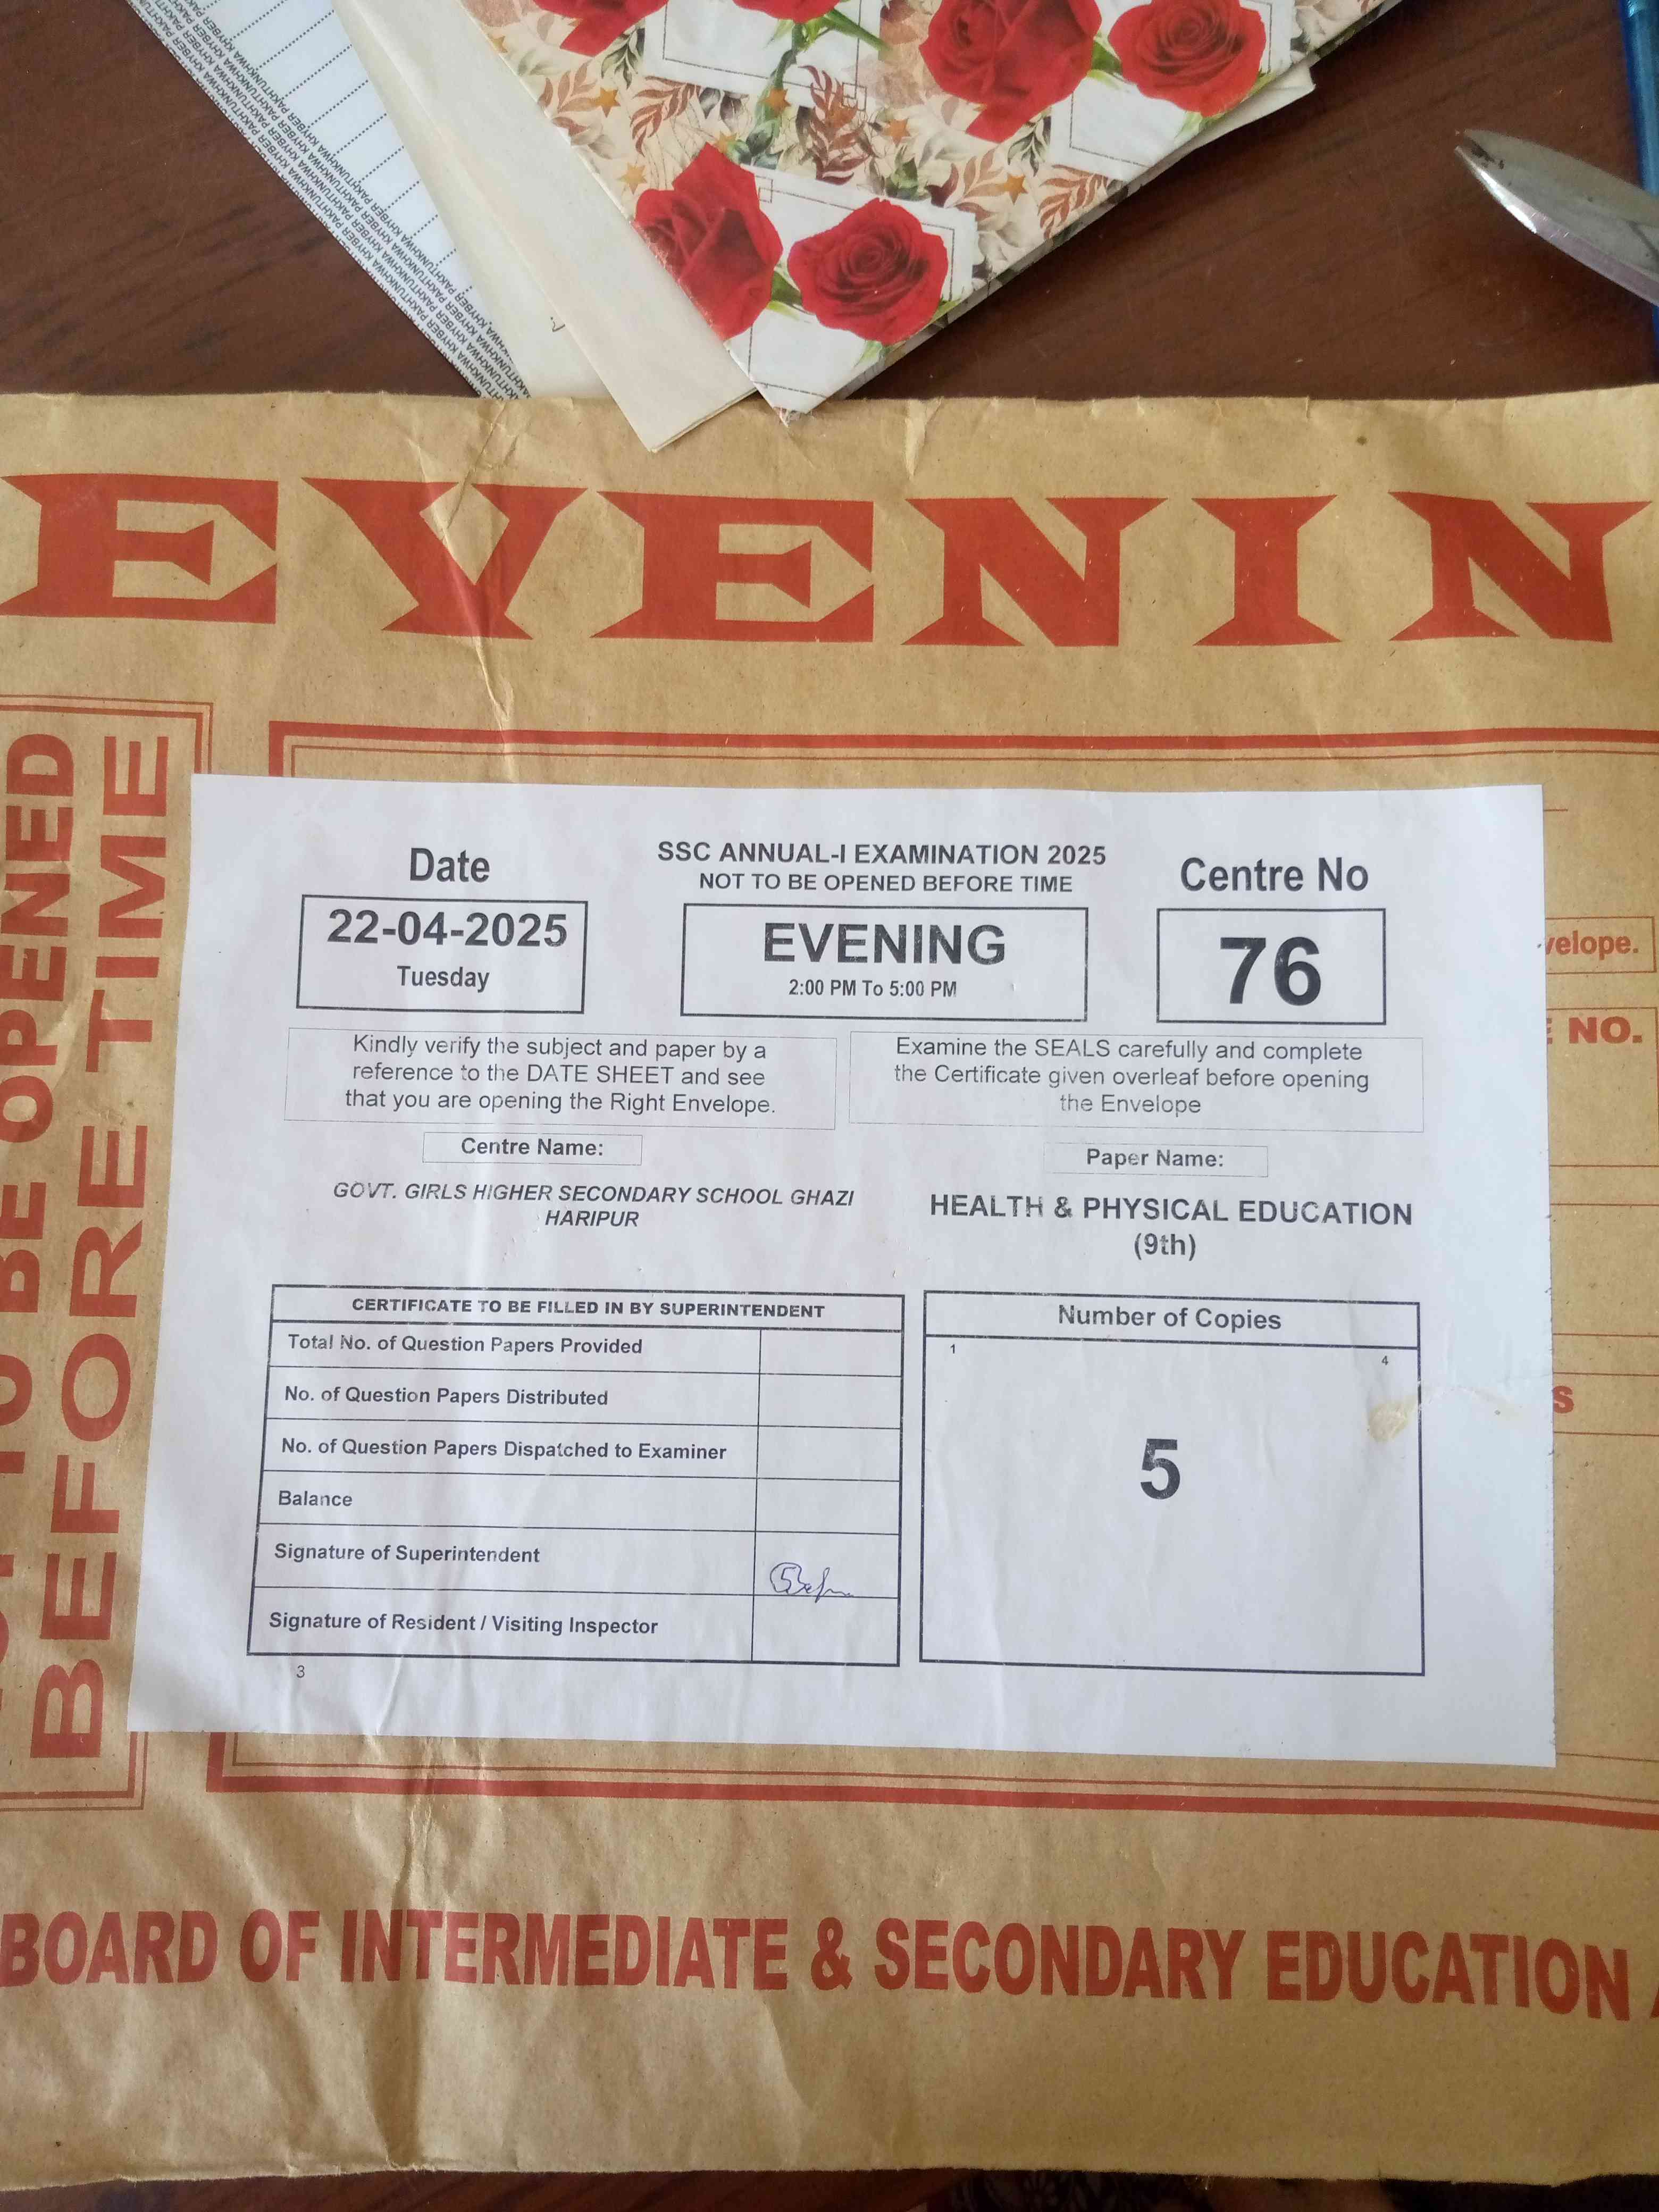 KHYBER PAKHTUNKHWA KHYBER PAKHTUNKHWA KHYBER PAKHTUNKHWA
EVENIN
OPENED
BE
BEFORE TIME
velope.
NO.
S
Date
22-04-2025
Tuesday
SSC ANNUAL-I EXAMINATION 2025
NOT TO BE OPENED BEFORE TIME
EVENING
2:00 PM To 5:00 PM
Centre No
76
Kindly verify the subject and paper by a
reference to the DATE SHEET and see
that you are opening the Right Envelope.
Examine the SEALS carefully and complete
the Certificate given overleaf before opening
the Envelope
Centre Name:
GOVT. GIRLS HIGHER SECONDARY SCHOOL GHAZI
HARIPUR
Paper Name:
HEALTH & PHYSICAL EDUCATION
(9th)
CERTIFICATE TO BE FILLED IN BY SUPERINTENDENT
Total No. of Question Papers Provided
No. of Question Papers Distributed
No. of Question Papers Dispatched to Examiner
Balance
Signature of Superintendent
Signature of Resident / Visiting Inspector
3
Number of Copies
1
4
5
BOARD OF INTERMEDIATE & SECONDARY EDUCATION